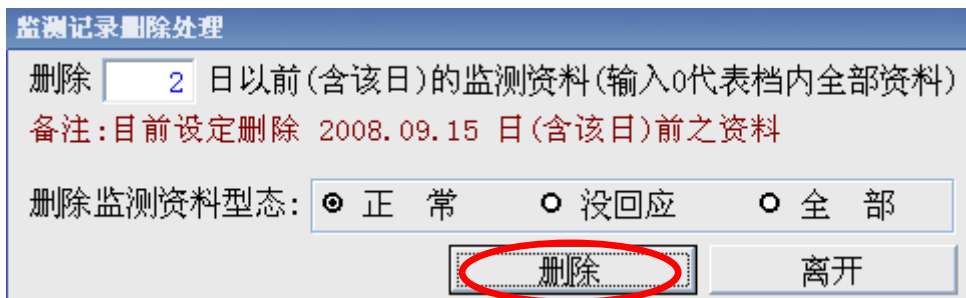 监测记录删除处理
删除 2 日以前(含该日)的监测资料(输入0代表档内全部资料)
备注:目前设定删除 2008.09.15 日(含该日)前之资料
删除监测资料型态: 正 常 没回应 全 部
删除 离开